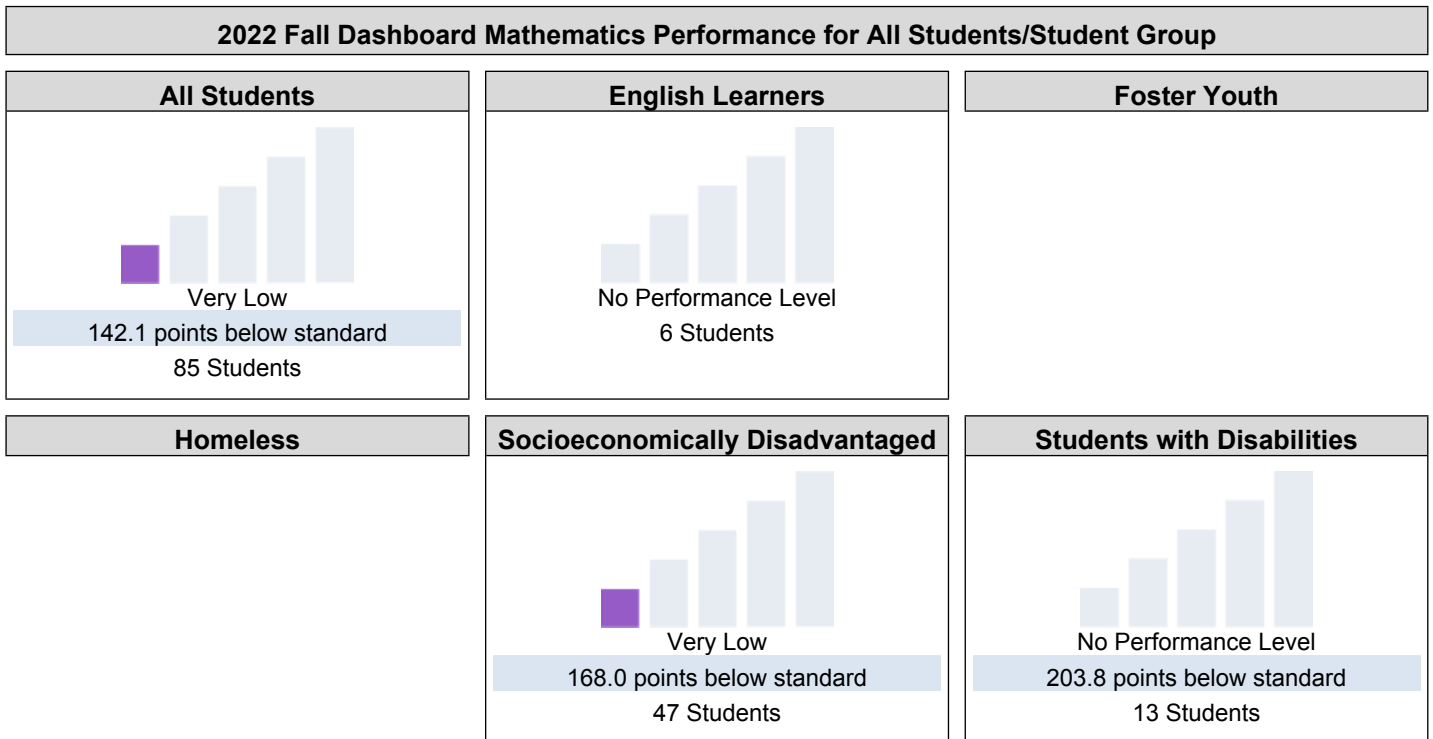 2022 Fall Dashboard Mathematics Performance for All Students/Student Group
All Students
Very Low
142.1 points below standard
85 Students
English Learners
No Performance Level
6 Students
Foster Youth
Homeless
Socioeconomically Disadvantaged
Very Low
168.0 points below standard
47 Students
Students with Disabilities
No Performance Level
203.8 points below standard
13 Students